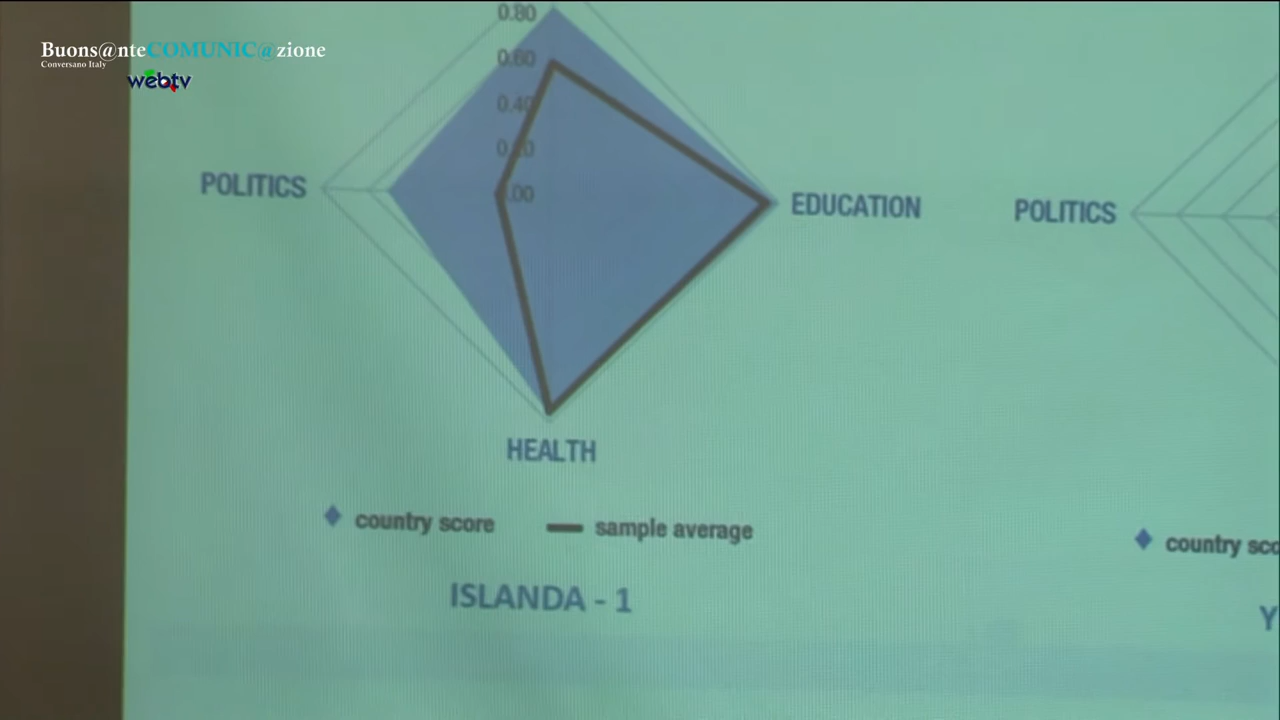 Buons@nteCOMUNIC@zione
Conversano Italy
webtv
0.80
0.60
0.40
0.20
0.00
POLITICS
EDUCATION
HEALTH
country score
sample average
ISLANDA - 1
POLITICS
country sco
Y